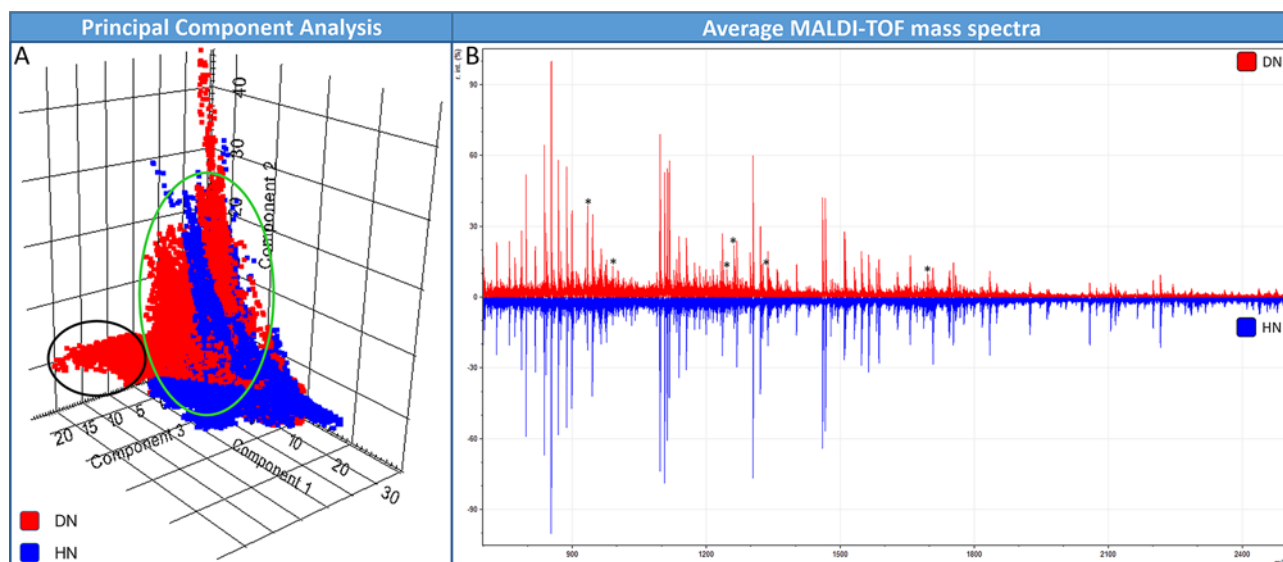 Principal Component Analysis
Average MALDI-TOF mass spectra
A
40
30
20
Component 2
20 15 10 5
Component 3
Component 1
10
20
30
DN
HN
B
r. int. (%)
DN
HN
90
60
30
0
-30
-60
-90
* * * * * *
900 1200 1500 1800 2100 2400